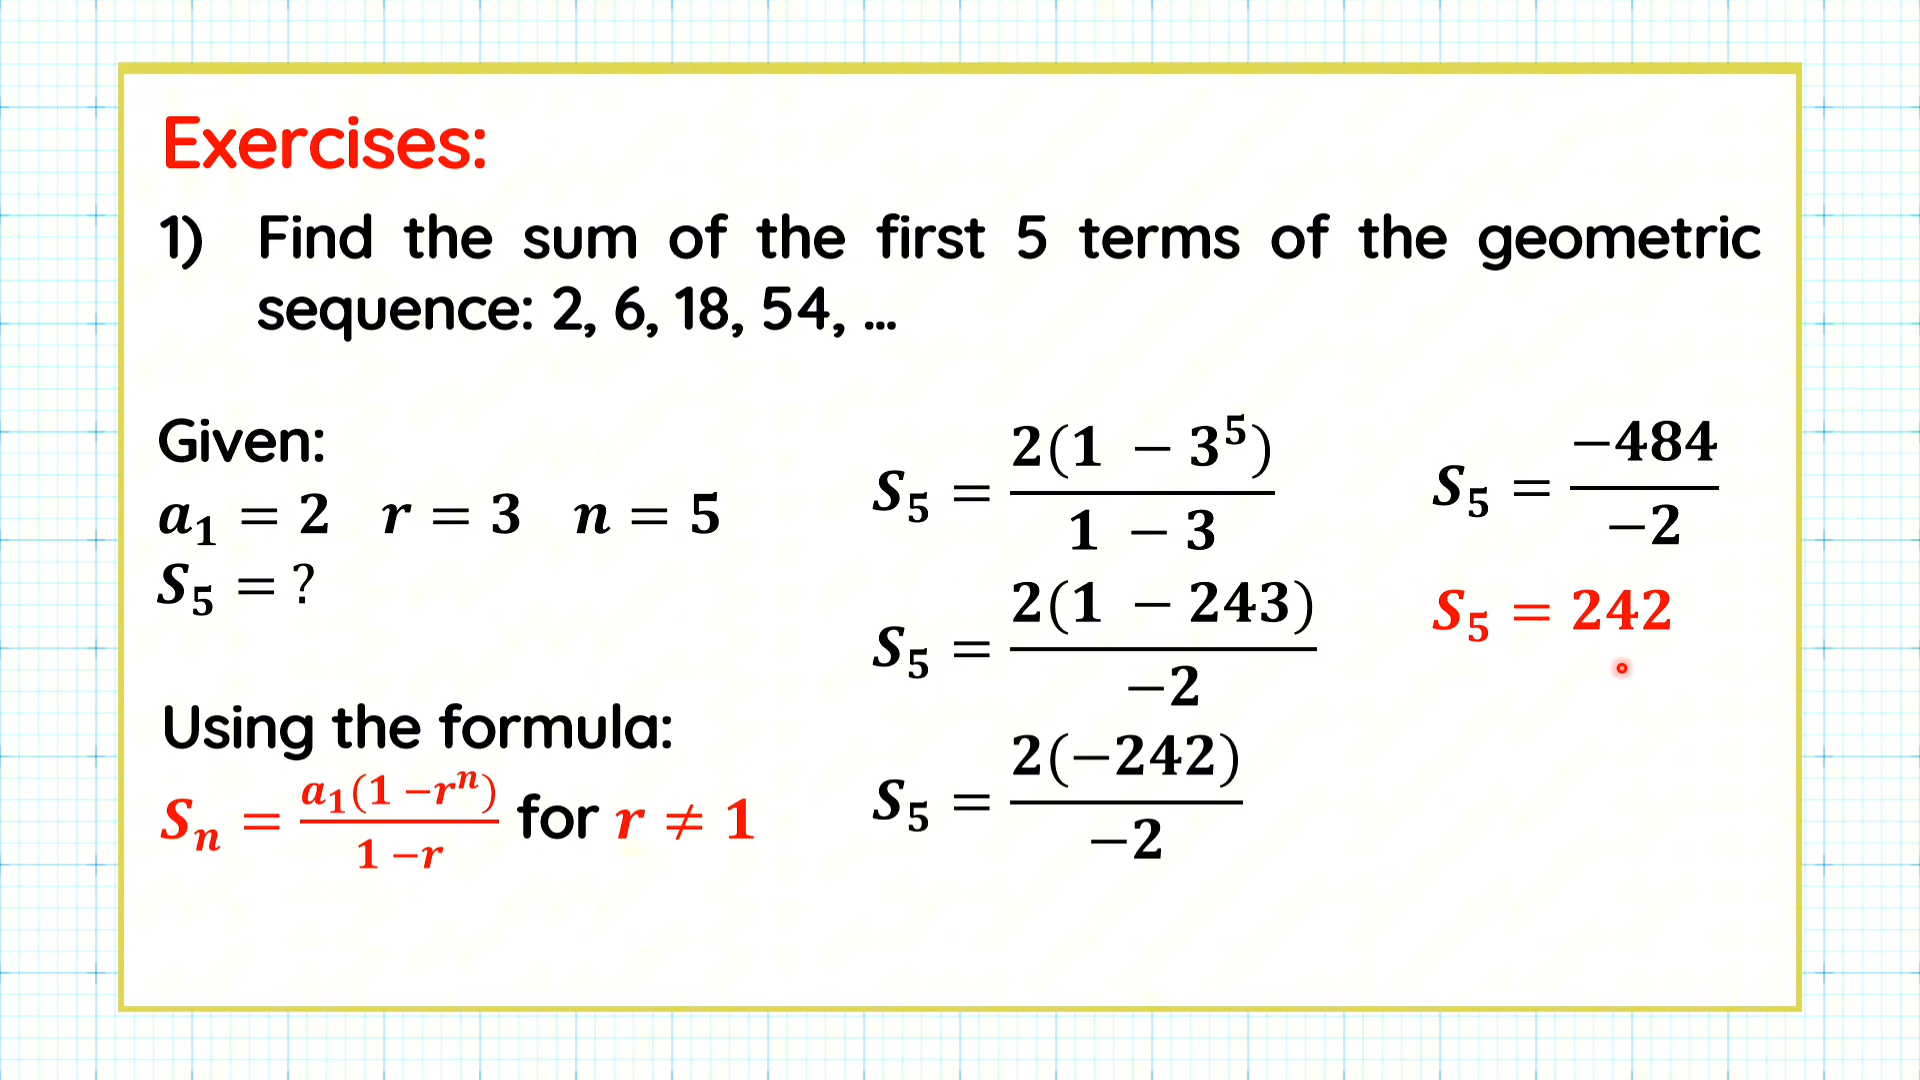 Exercises:
1) Find the sum of the first 5 terms of the geometric
sequence: 2, 6, 18, 54, ...
Given:
a₁ = 2 r = 3 n = 5
S₅ = ?
Using the formula:
Sₙ = a₁(1 −rⁿ) / 1 −r for r ≠ 1
S₅ = 2(1 − 3⁵) / 1 − 3
S₅ = 2(1 − 243) / −2
S₅ = 2(−242) / −2
S₅ = −484 / −2
S₅ = 242